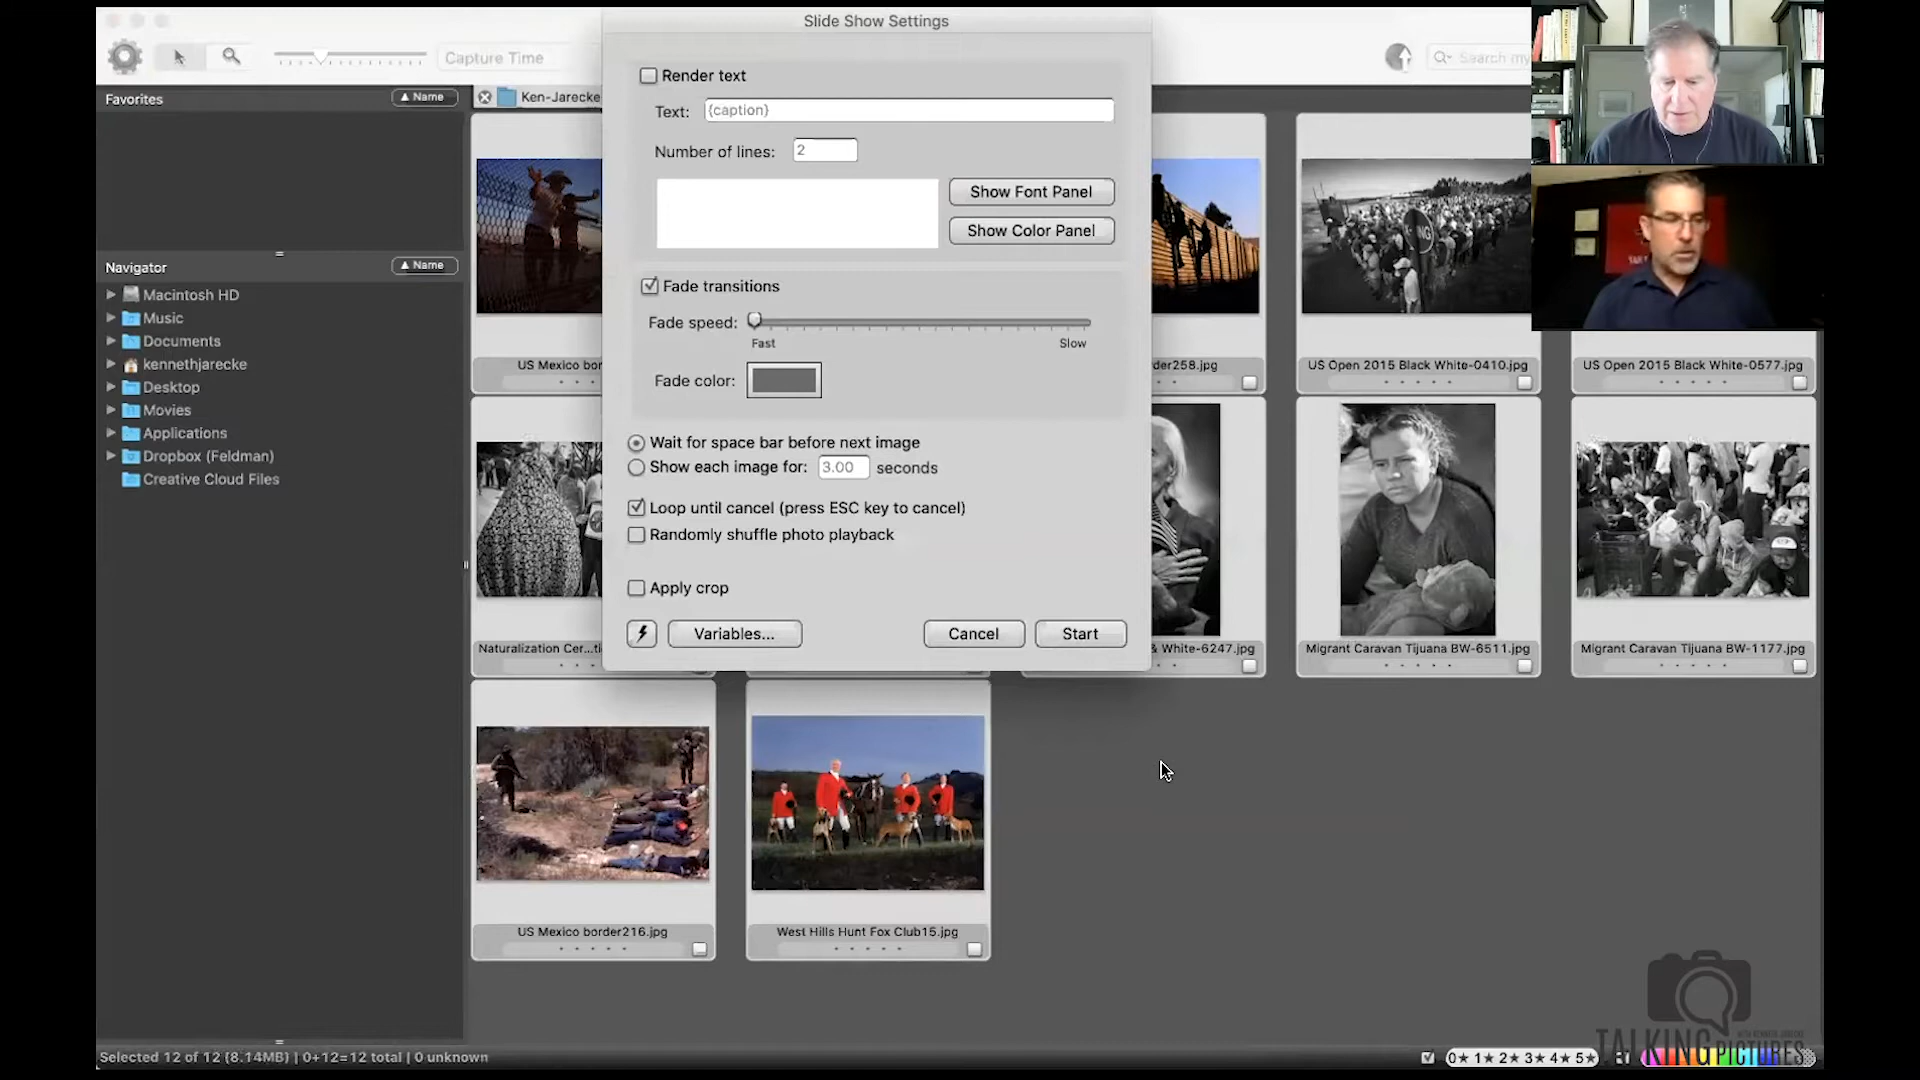 Slide Show Settings
Capture Time
Search my
Favorites
Name
Ken-Jarecke
Render text
Text: {caption}
Number of lines: 2
Show Font Panel
Show Color Panel
Navigator
Name
Macintosh HD
Music
Documents
kennethjarecke
Desktop
Movies
Applications
Dropbox (Feldman)
Creative Cloud Files
Fade transitions
Fade speed:
Fast
Slow
Fade color:
Wait for space bar before next image
Show each image for: 3.00 seconds
Loop until cancel (press ESC key to cancel)
Randomly shuffle photo playback
Apply crop
Variables...
Cancel
Start
US Mexico bor
der258.jpg
US Open 2015 Black White-0410.jpg
US Open 2015 Black White-0577.jpg
Naturalization Cer...ti
& White-6247.jpg
Migrant Caravan Tijuana BW-6511.jpg
Migrant Caravan Tijuana BW-1177.jpg
US Mexico border216.jpg
West Hills Hunt Fox Club15.jpg
TALKING PICTURES
Selected 12 of 12 (8.14MB) | 0+12=12 total | 0 unknown
0★ 1★ 2★ 3★ 4★ 5★